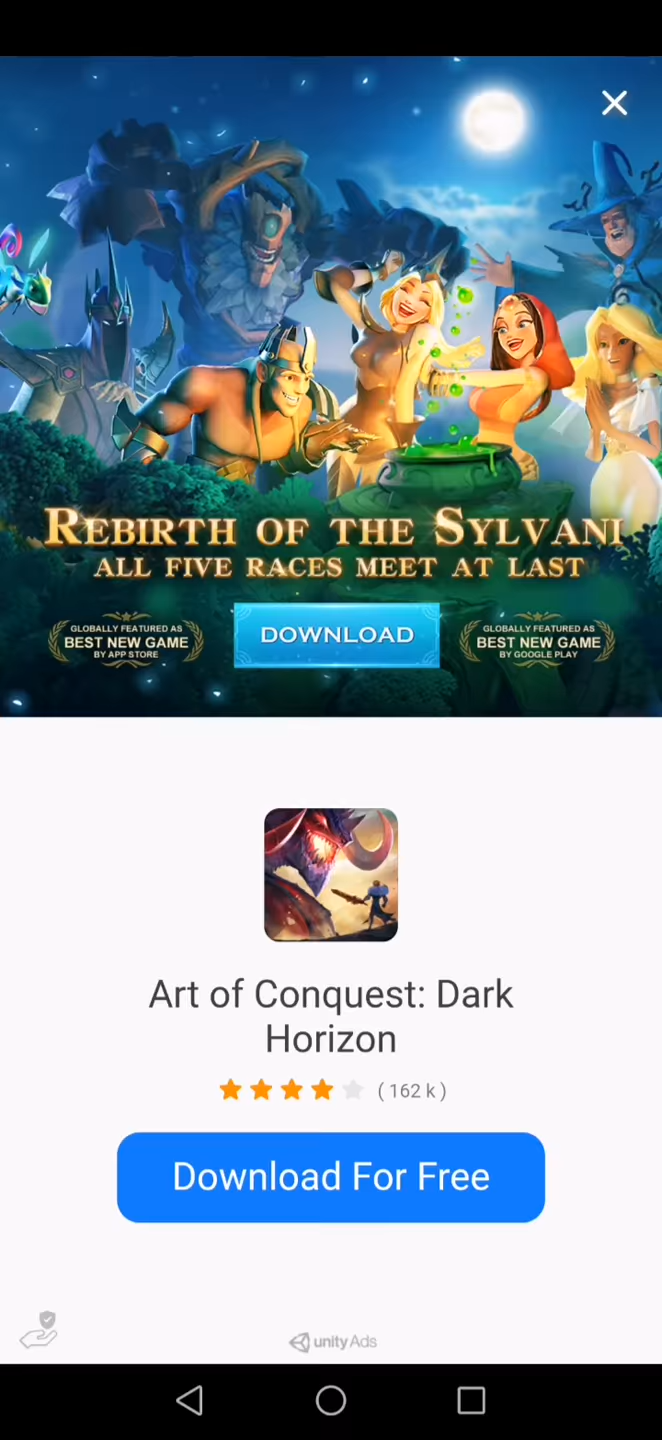 REBIRTH OF THE SYLVANI
ALL FIVE RACES MEET AT LAST
GLOBALLY FEATURED AS
BEST NEW GAME
BY APP STORE
DOWNLOAD
GLOBALLY FEATURED AS
BEST NEW GAME
BY GOOGLE PLAY
Art of Conquest: Dark
Horizon
( 162 k )
Download For Free
unity Ads